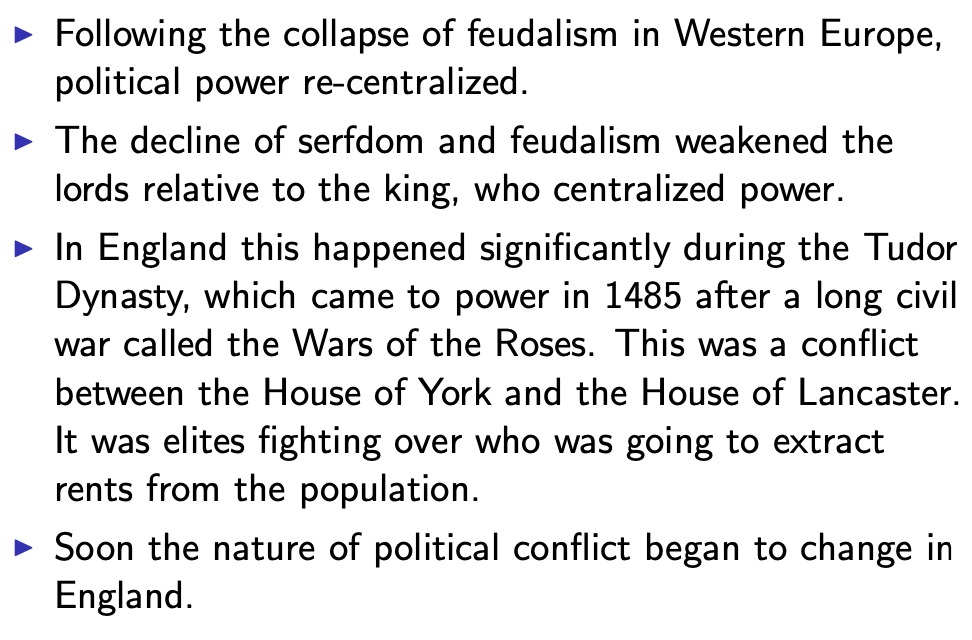 ▶ Following the collapse of feudalism in Western Europe,
political power re-centralized.
▶ The decline of serfdom and feudalism weakened the
lords relative to the king, who centralized power.
▶ In England this happened significantly during the Tudor
Dynasty, which came to power in 1485 after a long civil
war called the Wars of the Roses. This was a conflict
between the House of York and the House of Lancaster.
It was elites fighting over who was going to extract
rents from the population.
▶ Soon the nature of political conflict began to change in
England.